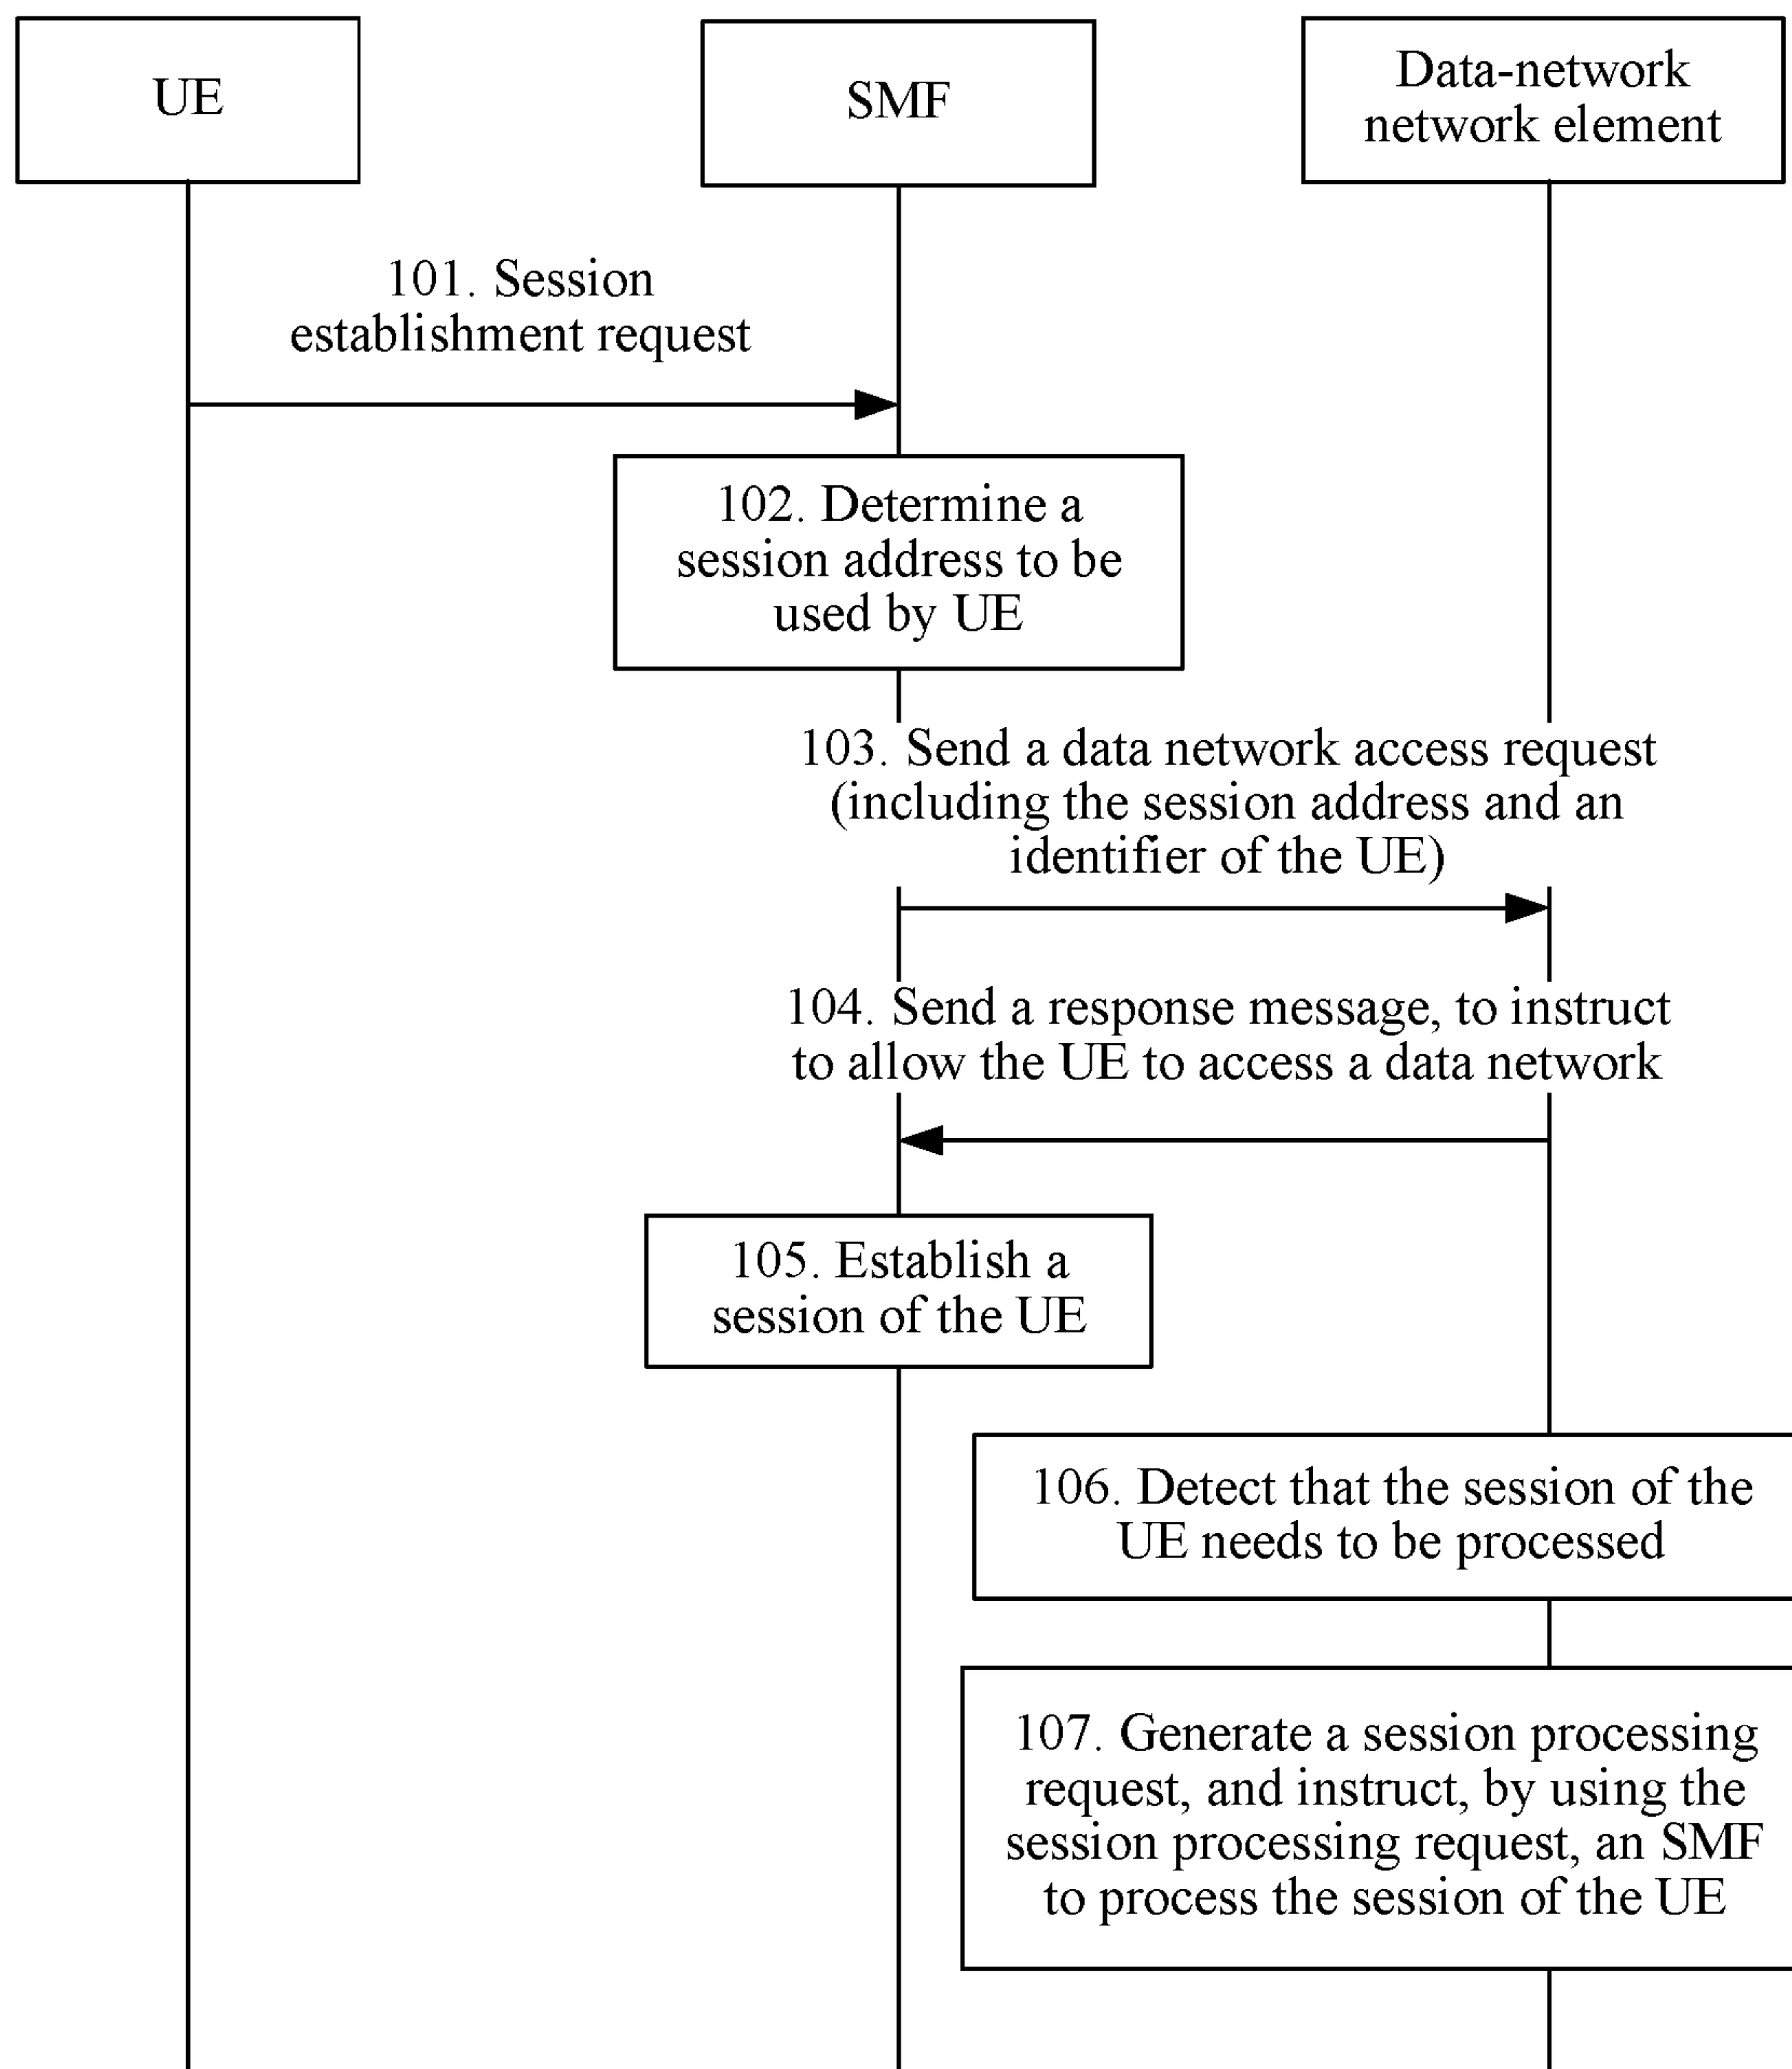 UE
SMF
Data-network
network element
101. Session
establishment request
102. Determine a
session address to be
used by UE
103. Send a data network access request
(including the session address and an
identifier of the UE)
104. Send a response message, to instruct
to allow the UE to access a data network
105. Establish a
session of the UE
106. Detect that the session of the
UE needs to be processed
107. Generate a session processing
request, and instruct, by using the
session processing request, an SMF
to process the session of the UE